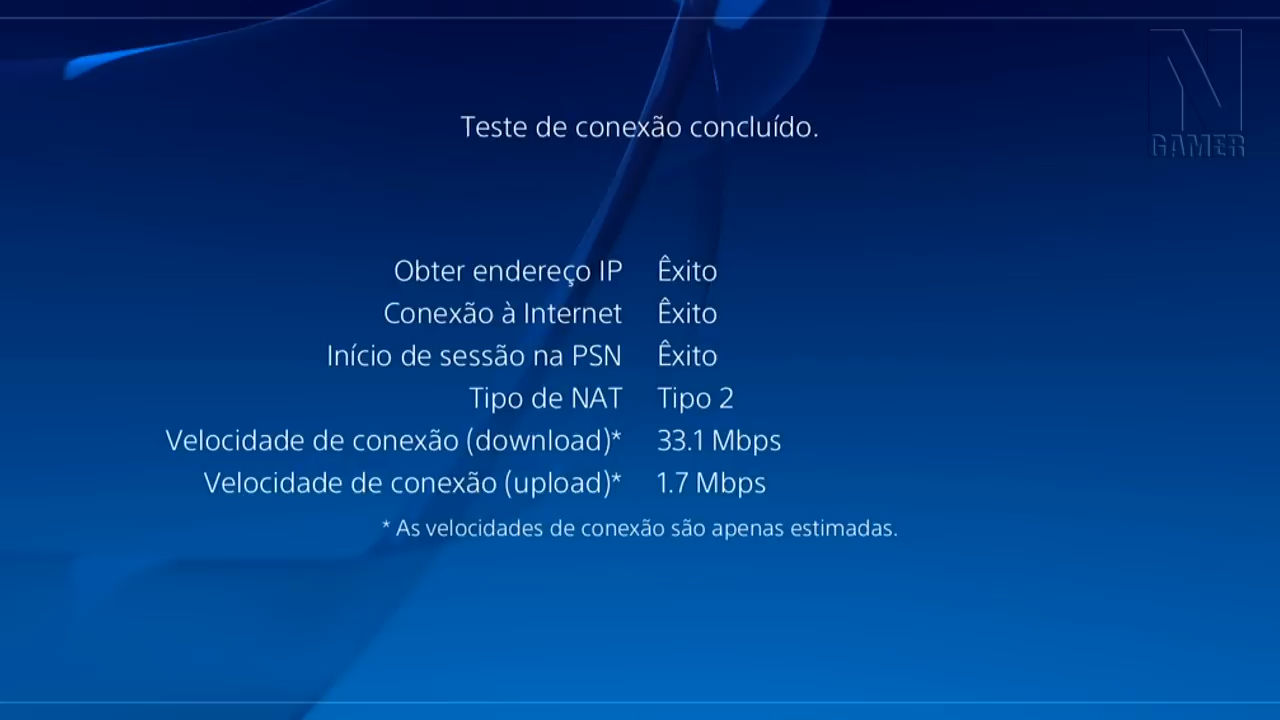 Teste de conexão concluído.
Obter endereço IP Êxito
Conexão à Internet Êxito
Início de sessão na PSN Êxito
Tipo de NAT Tipo 2
Velocidade de conexão (download)* 33.1 Mbps
Velocidade de conexão (upload)* 1.7 Mbps
* As velocidades de conexão são apenas estimadas.
N
GAMER